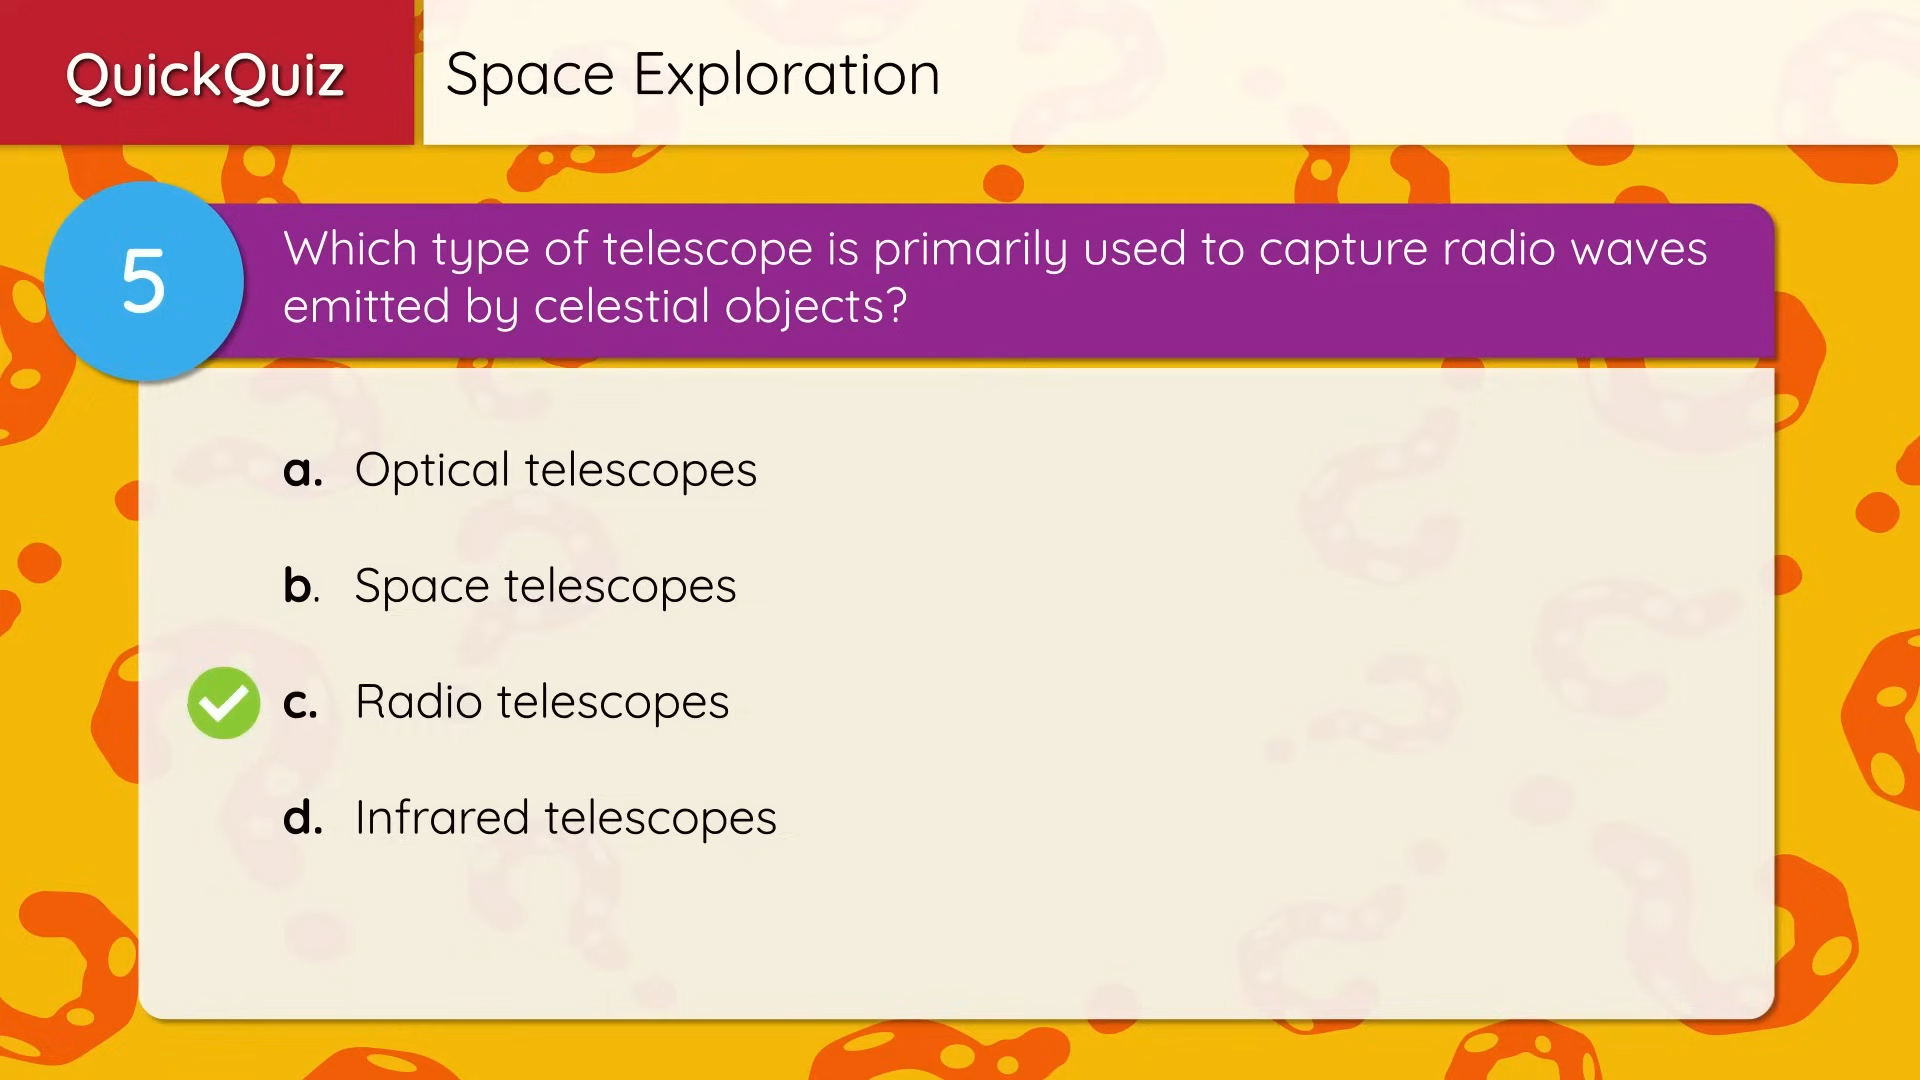 QuickQuiz
Space Exploration
5
Which type of telescope is primarily used to capture radio waves
emitted by celestial objects?
a. Optical telescopes
b. Space telescopes
c. Radio telescopes
d. Infrared telescopes